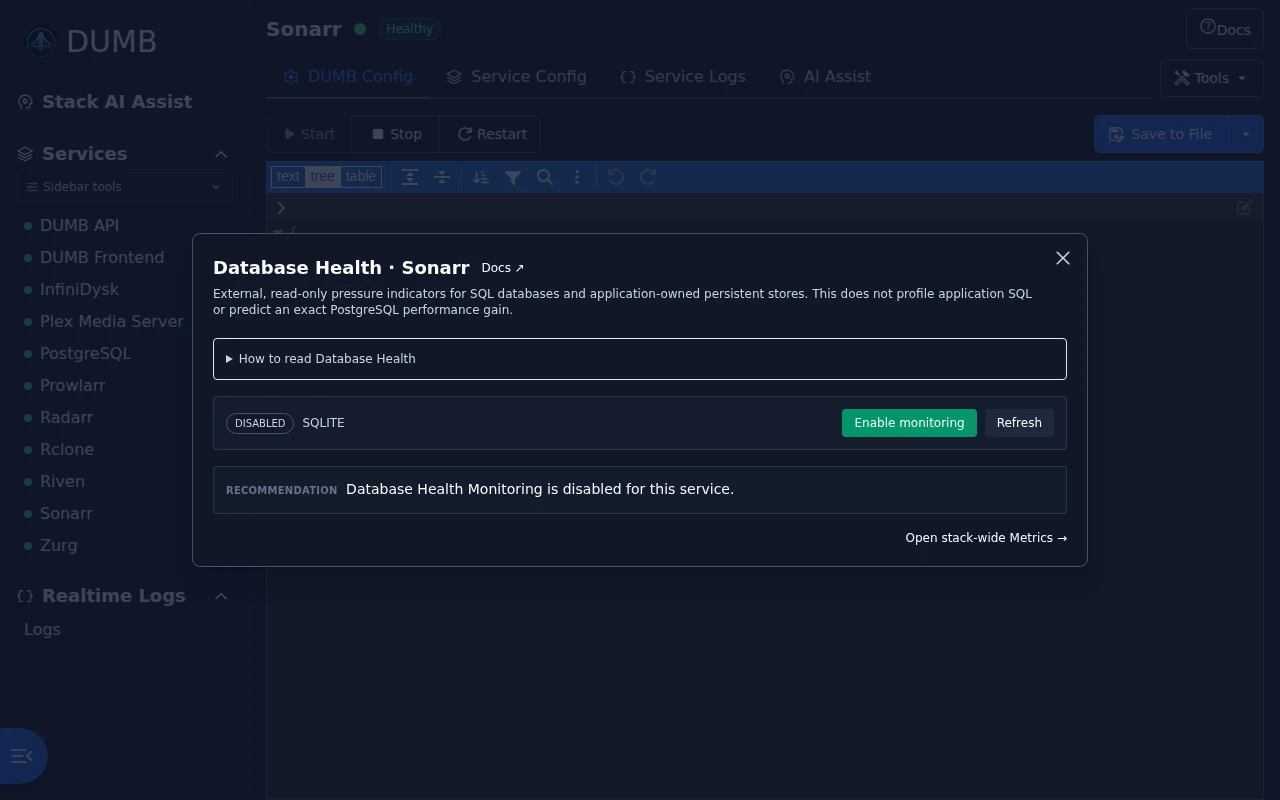 DUMB
Stack AI Assist
Services
Sidebar tools
DUMB API
DUMB Frontend
InfiniDysk
Plex Media Server
PostgreSQL
Prowlarr
Radarr
Rclone
Riven
Sonarr
Zurg
Realtime Logs
Logs
Sonarr
Healthy
Docs
DUMB Config
Service Config
Service Logs
AI Assist
Tools
Start
Stop
Restart
Save to File
text tree table
Database Health · Sonarr Docs ↗
External, read-only pressure indicators for SQL databases and application-owned persistent stores. This does not profile application SQL
or predict an exact PostgreSQL performance gain.
How to read Database Health
DISABLED SQLITE Enable monitoring Refresh
RECOMMENDATION Database Health Monitoring is disabled for this service.
Open stack-wide Metrics →